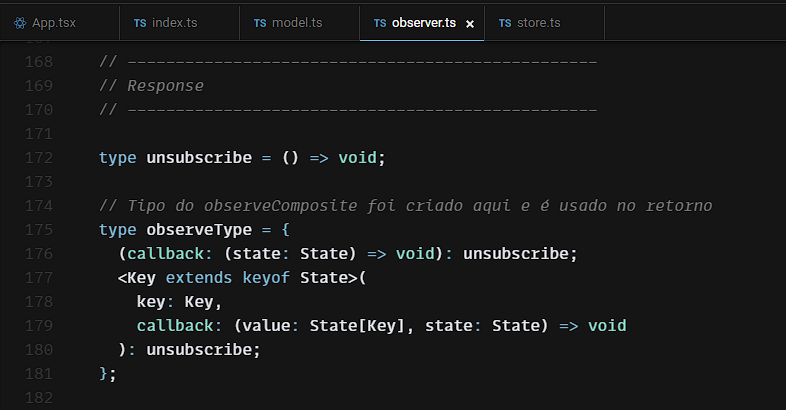 App.tsx TS index.ts TS model.ts TS observer.ts × TS store.ts
168 // -------------------------------------------------
169 // Response
170 // -------------------------------------------------
171
172 type unsubscribe = () => void;
173
174 // Tipo do observeComposite foi criado aqui e é usado no retorno
175 type observeType = {
176 (callback: (state: State) => void): unsubscribe;
177 <Key extends keyof State>(
178 key: Key,
179 callback: (value: State[Key], state: State) => void
180 ): unsubscribe;
181 };
182